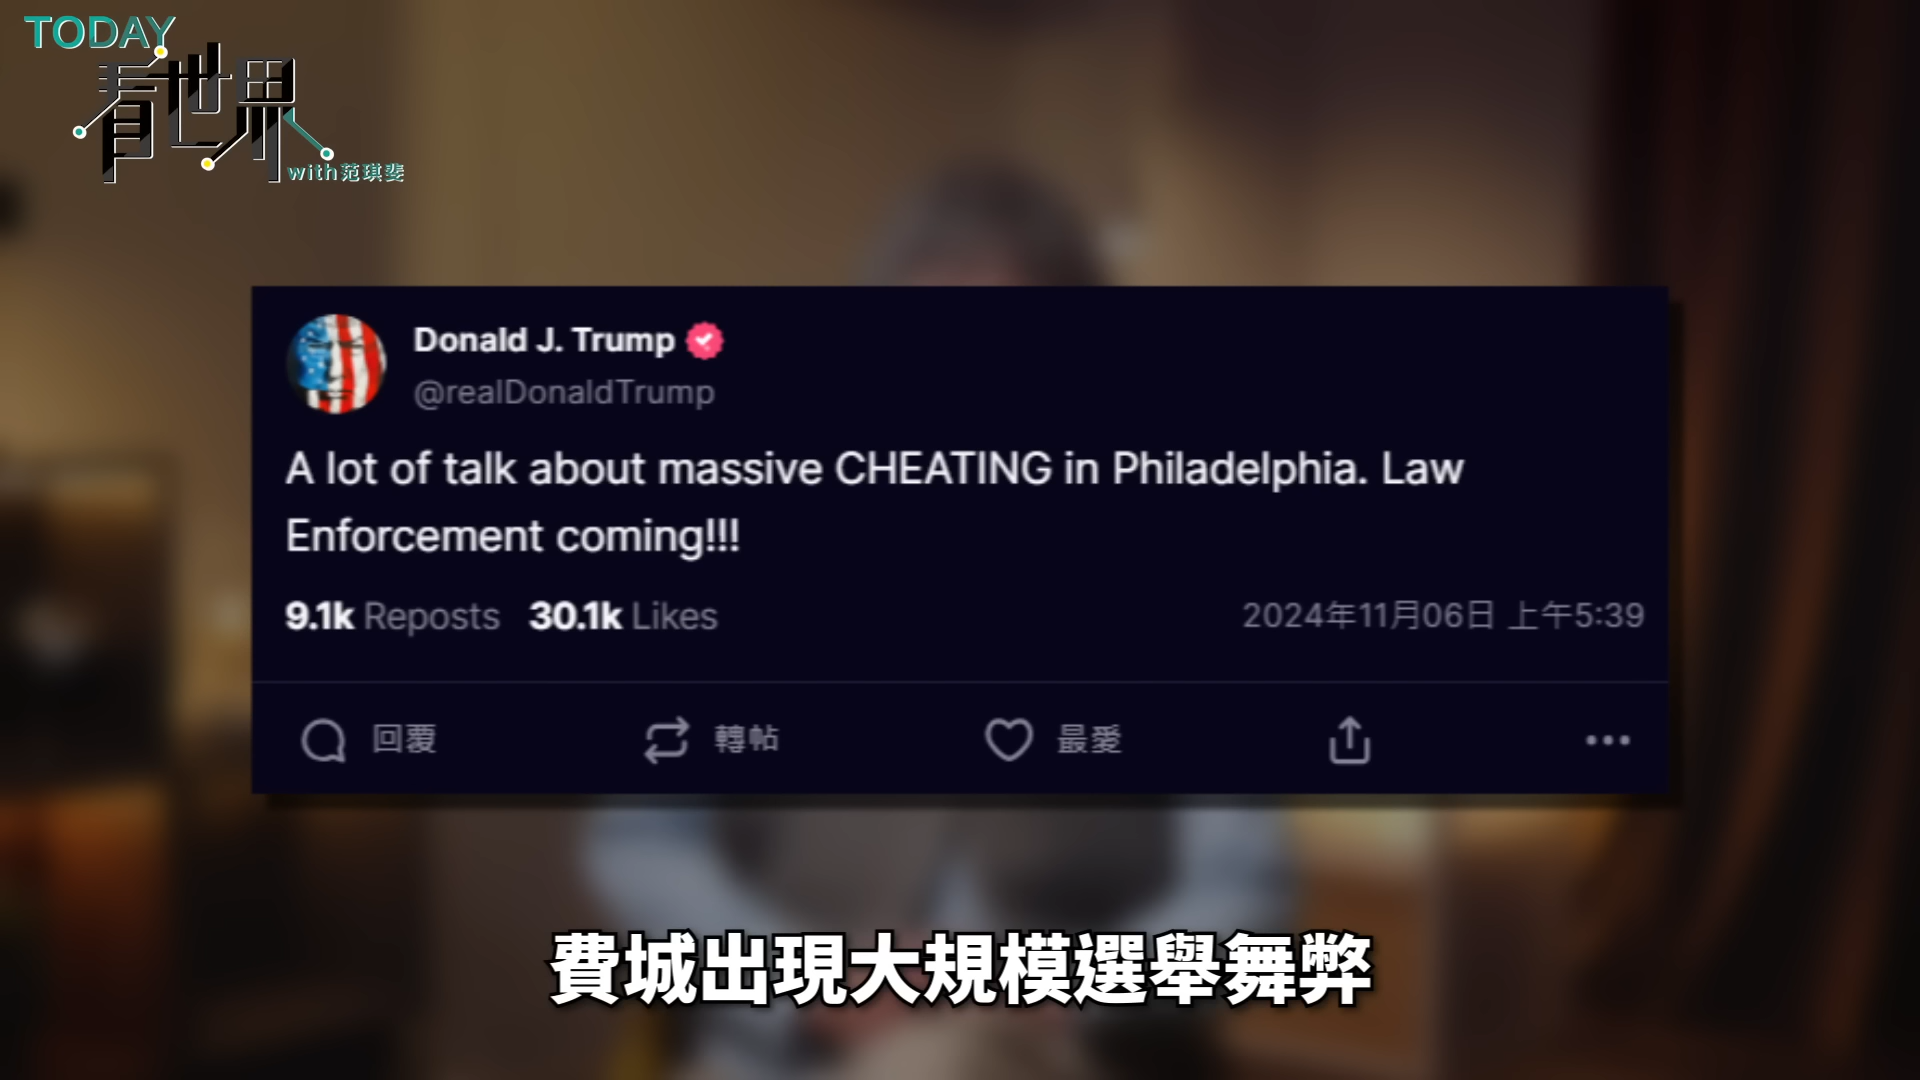 TODAY
看世界
with范琪斐
Donald J. Trump
@realDonaldTrump
A lot of talk about massive CHEATING in Philadelphia. Law
Enforcement coming!!!
9.1k Reposts 30.1k Likes
2024年11月06日 上午5:39
回覆
轉帖
最愛
費城出現大規模選舉舞弊